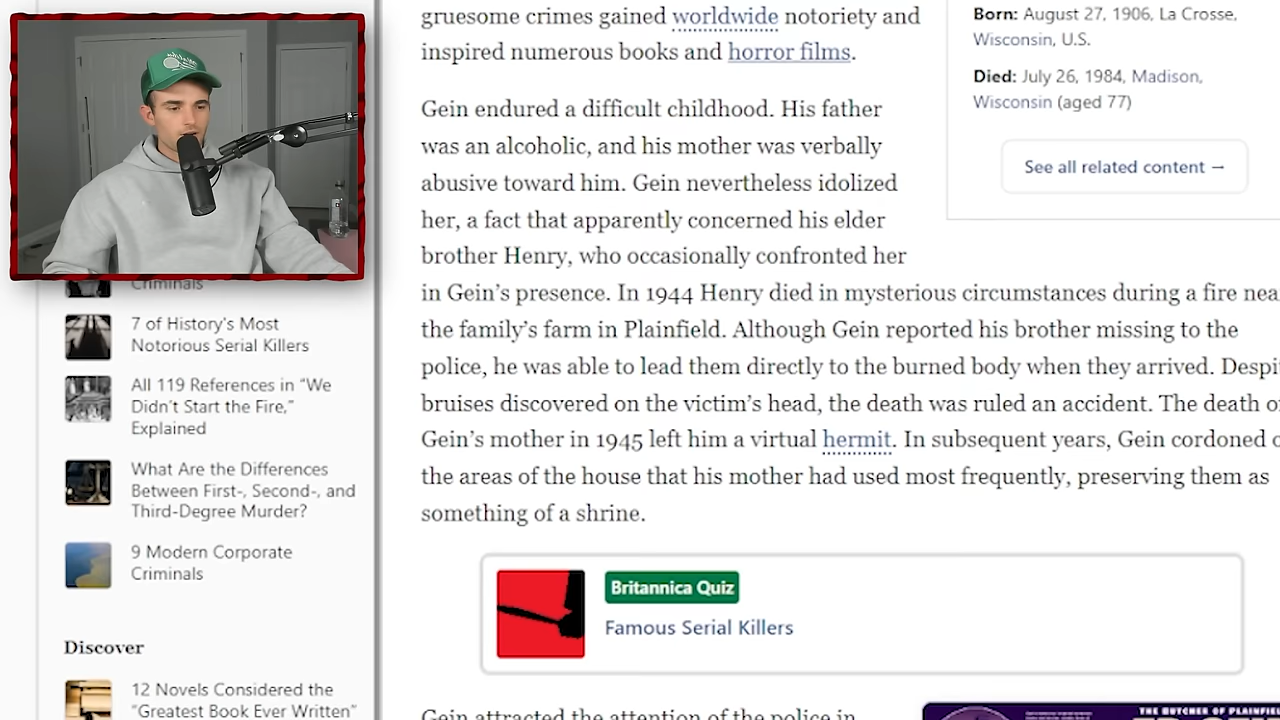 gruesome crimes gained worldwide notoriety and
inspired numerous books and horror films.
Gein endured a difficult childhood. His father
was an alcoholic, and his mother was verbally
abusive toward him. Gein nevertheless idolized
her, a fact that apparently concerned his elder
brother Henry, who occasionally confronted her
in Gein’s presence. In 1944 Henry died in mysterious circumstances during a fire nea
the family’s farm in Plainfield. Although Gein reported his brother missing to the
police, he was able to lead them directly to the burned body when they arrived. Despi
bruises discovered on the victim’s head, the death was ruled an accident. The death o
Gein’s mother in 1945 left him a virtual hermit. In subsequent years, Gein cordoned o
the areas of the house that his mother had used most frequently, preserving them as
something of a shrine.
Britannica Quiz
Famous Serial Killers
Gein attracted the attention of the police in
THE BUTCHER OF PLAINFIE
Born: August 27, 1906, La Crosse,
Wisconsin, U.S.
Died: July 26, 1984, Madison,
Wisconsin (aged 77)
See all related content →
Criminals
7 of History's Most
Notorious Serial Killers
All 119 References in “We
Didn’t Start the Fire,”
Explained
What Are the Differences
Between First-, Second-, and
Third-Degree Murder?
9 Modern Corporate
Criminals
Discover
12 Novels Considered the
“Greatest Book Ever Written”